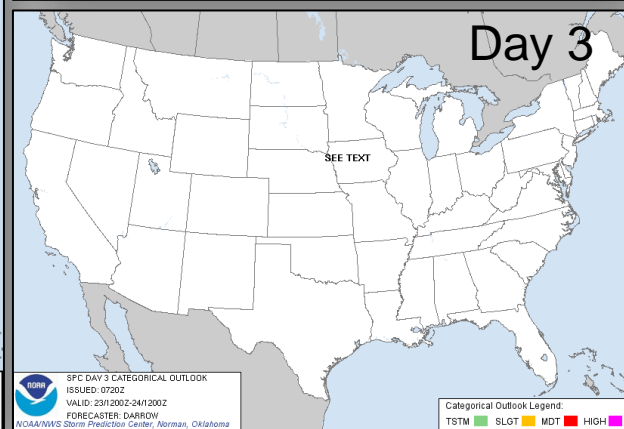 Day 3
SEE TEXT
NOAA
SPC DAY 3 CATEGORICAL OUTLOOK
ISSUED: 0720Z
VALID: 23/1200Z-24/1200Z
FORECASTER: DARROW
NOAA/NWS Storm Prediction Center, Norman, Oklahoma
Categorical Outlook Legend:
TSTM SLGT MDT HIGH